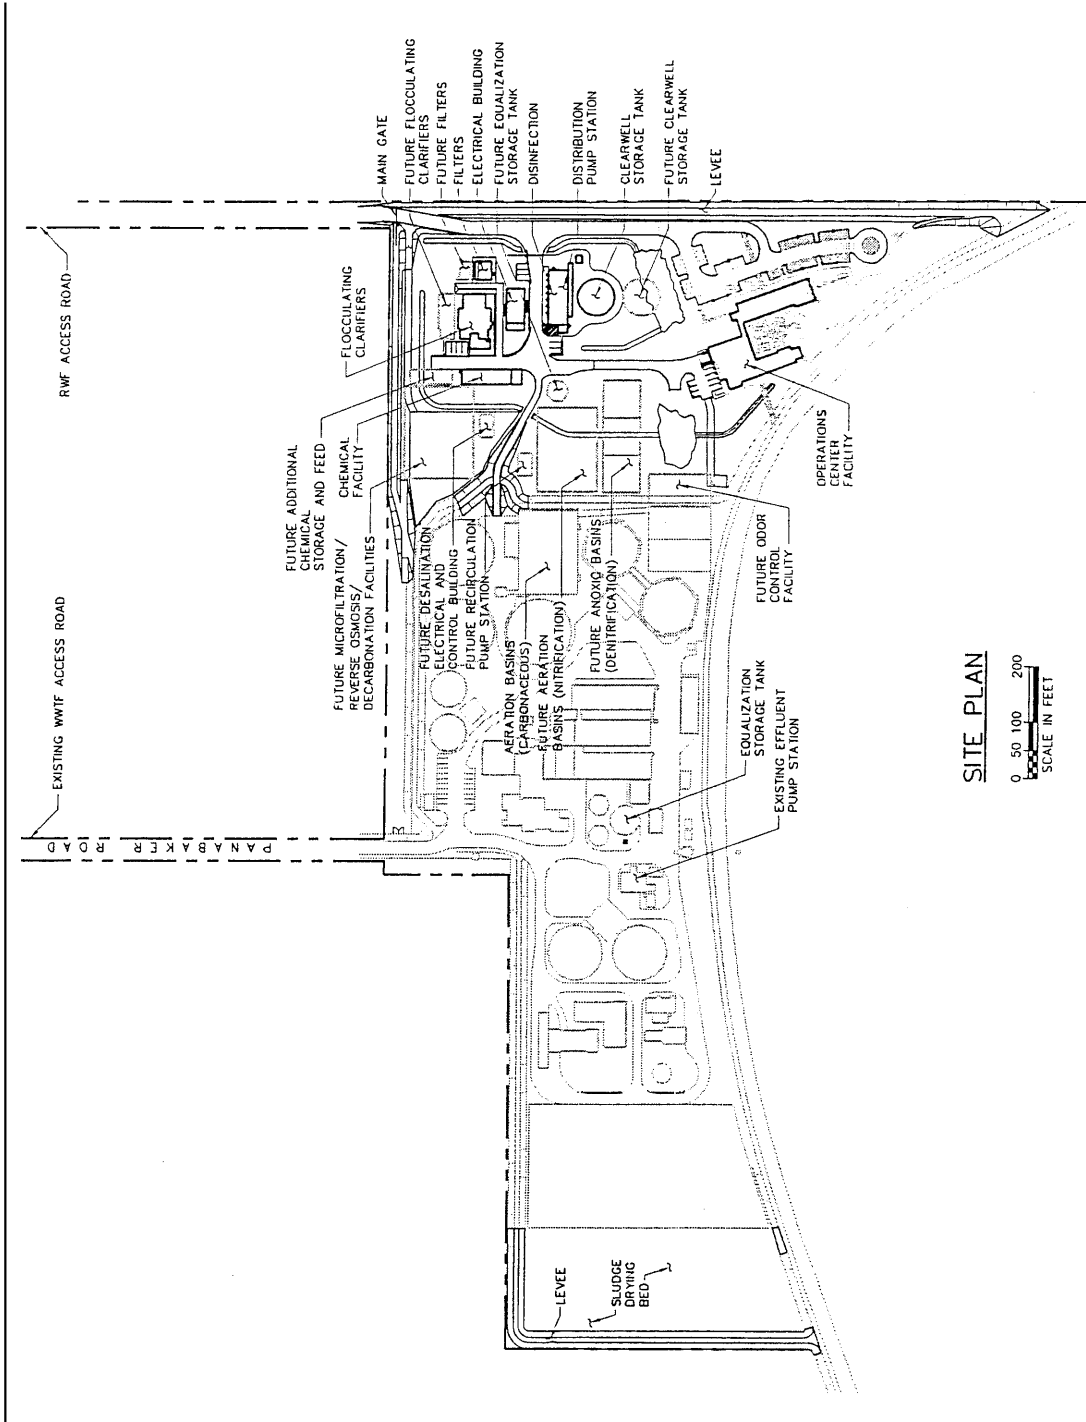 RWF ACCESS ROAD
EXISTING WWTF ACCESS ROAD
PANABAKER RD
ROAD
MAIN GATE
FUTURE FLOCCULATING
CLARIFIERS
FUTURE FILTERS
FILTERS
ELECTRICAL BUILDING
FUTURE EQUALIZATION
STORAGE TANK
DISINFECTION
DISTRIBUTION
PUMP STATION
CLEARWELL
STORAGE TANK
FUTURE CLEARWELL
STORAGE TANK
LEVEE
FLOCCULATING
CLARIFIERS
FUTURE ADDITIONAL
CHEMICAL
STORAGE AND FEED
CHEMICAL
FACILITY
FUTURE MICROFILTRATION/
REVERSE OSMOSIS/
DECARBONATION FACILITIES
FUTURE DESALINATION
ELECTRICAL AND
CONTROL BUILDING
FUTURE RECIRCULATION
PUMP STATION
AERATION BASINS
(CARBONACEOUS)
FUTURE AERATION
BASINS (NITRIFICATION)
FUTURE ANOXIC BASINS
(DENITRIFICATION)
OPERATIONS
CENTER
FACILITY
FUTURE ODOR
CONTROL
FACILITY
EQUALIZATION
STORAGE TANK
EXISTING EFFLUENT
PUMP STATION
LEVEE
SLUDGE
DRYING
BED
SITE PLAN
0 50 100 200
SCALE IN FEET